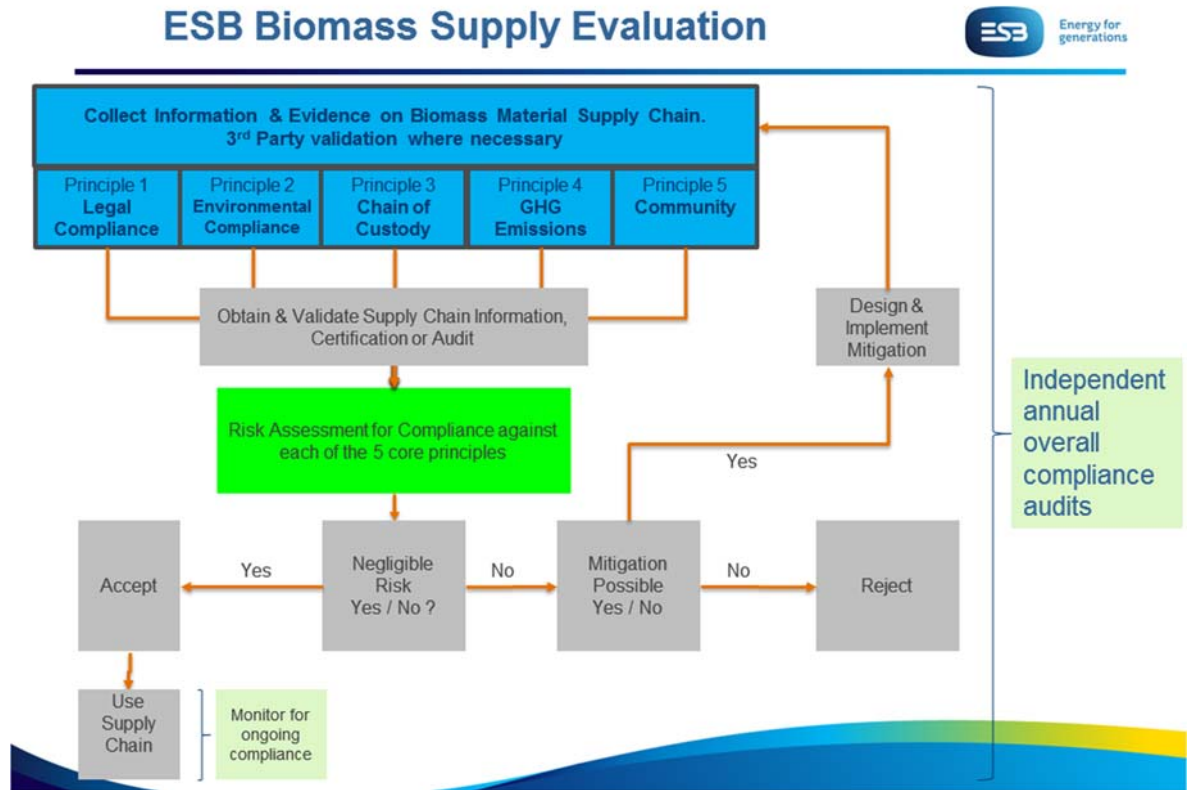 ESB Biomass Supply Evaluation
ESB
Energy for
generations
Collect Information & Evidence on Biomass Material Supply Chain.
3rd Party validation where necessary
Principle 1
Legal
Compliance
Principle 2
Environmental
Compliance
Principle 3
Chain of
Custody
Principle 4
GHG
Emissions
Principle 5
Community
Obtain & Validate Supply Chain Information,
Certification or Audit
Design &
Implement
Mitigation
Risk Assessment for Compliance against
each of the 5 core principles
Yes
Independent
annual
overall
compliance
audits
Accept
Yes
Negligible
Risk
Yes / No ?
No
Mitigation
Possible
Yes / No
No
Reject
Use
Supply
Chain
Monitor for
ongoing
compliance